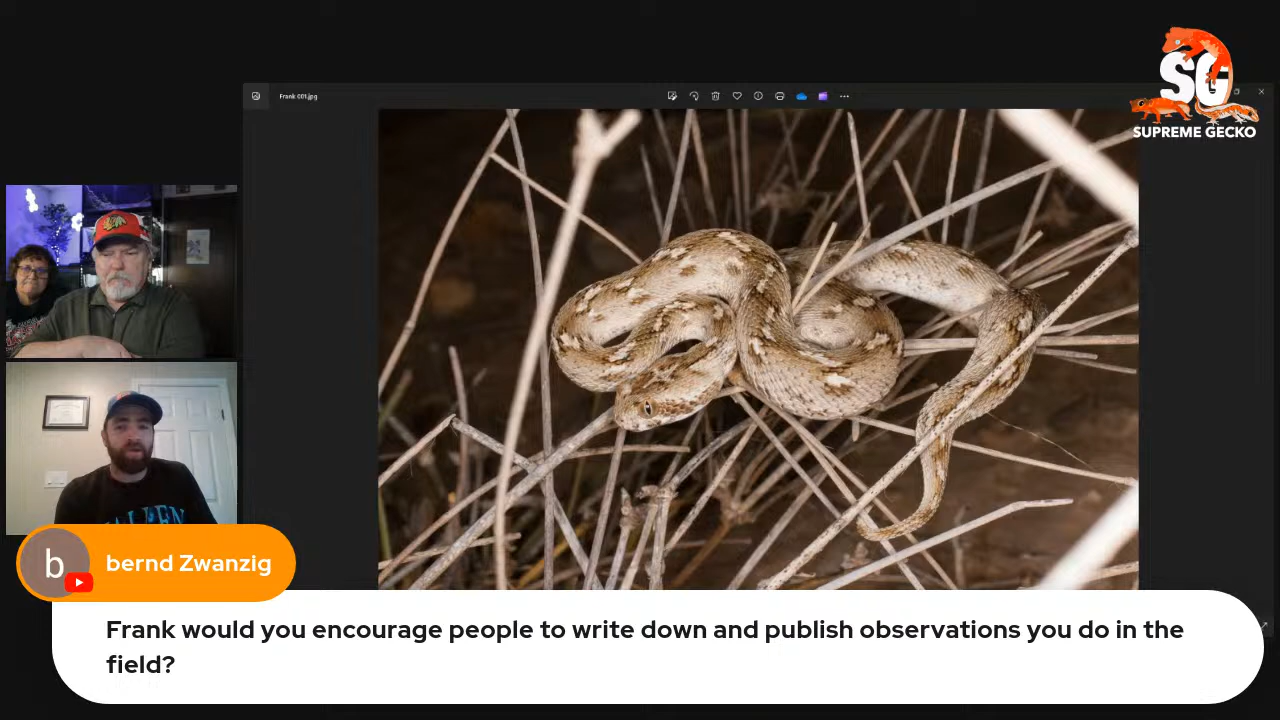 Frank 001.jpg
SG
SUPREME GECKO
b
bernd Zwanzig
Frank would you encourage people to write down and publish observations you do in the
field?